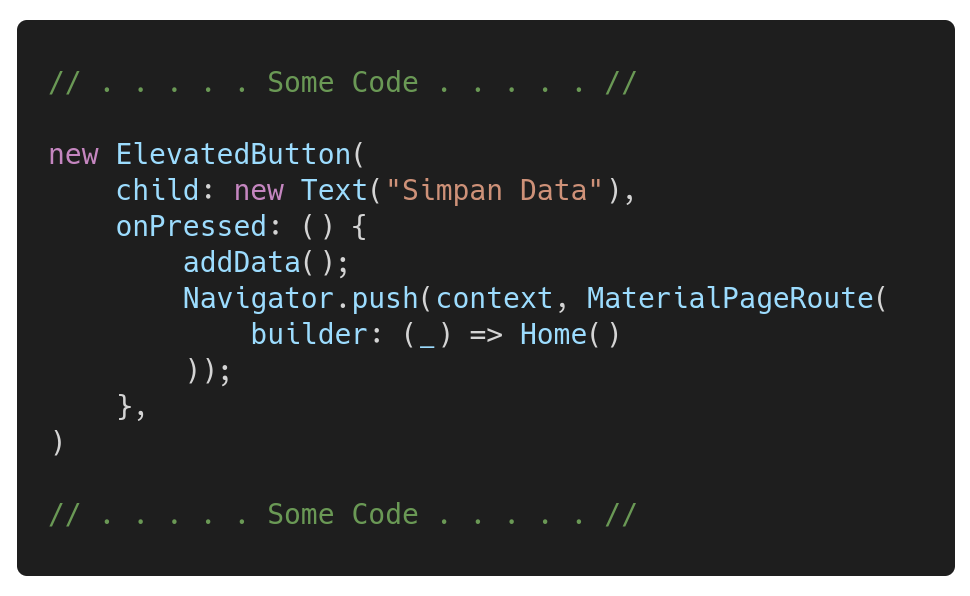 // . . . . . Some Code . . . . . //
new ElevatedButton(
    child: new Text("Simpan Data"),
    onPressed: () {
        addData();
        Navigator.push(context, MaterialPageRoute(
            builder: (_) => Home()
        ));
    },
)
// . . . . . Some Code . . . . . //